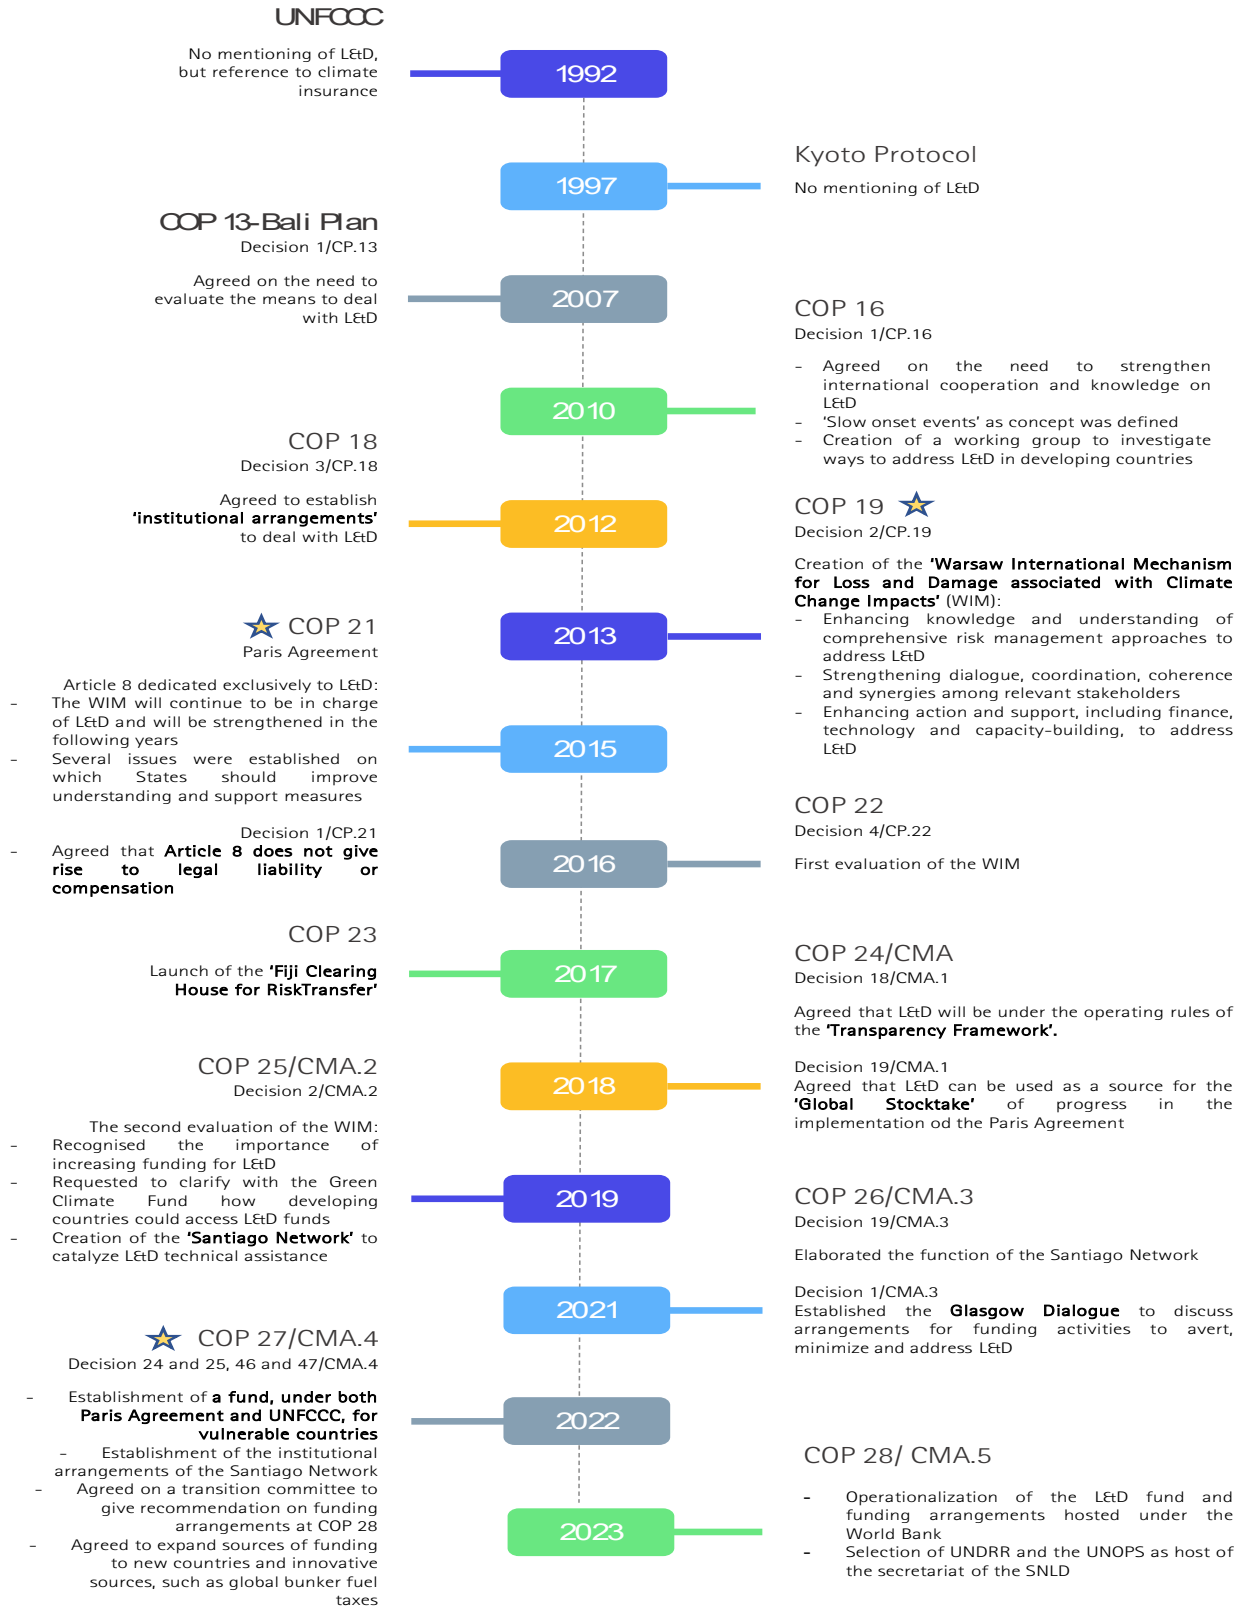 UNFCCC
No mentioning of L&D,
but reference to climate
insurance
1992
Kyoto Protocol
No mentioning of L&D
1997
COP 13-Bali Plan
Decision 1/CP.13
Agreed on the need to
evaluate the means to deal
with L&D
2007
COP 16
Decision 1/CP.16
- Agreed on the need to strengthen
international cooperation and knowledge on
L&D
- ‘Slow onset events’ as concept was defined
- Creation of a working group to investigate
ways to address L&D in developing countries
2010
COP 18
Decision 3/CP.18
Agreed to establish
‘institutional arrangements’
to deal with L&D
2012
COP 19
Decision 2/CP.19
Creation of the ‘Warsaw International Mechanism
for Loss and Damage associated with Climate
Change Impacts’ (WIM):
- Enhancing knowledge and understanding of
comprehensive risk management approaches to
address L&D
- Strengthening dialogue, coordination, coherence
and synergies among relevant stakeholders
- Enhancing action and support, including finance,
technology and capacity-building, to address
L&D
2013
COP 21
Paris Agreement
Article 8 dedicated exclusively to L&D:
- The WIM will continue to be in charge
of L&D and will be strengthened in the
following years
- Several issues were established on
which States should improve
understanding and support measures
Decision 1/CP.21
- Agreed that Article 8 does not give
rise to legal liability or
compensation
2015
COP 22
Decision 4/CP.22
First evaluation of the WIM
2016
COP 23
Launch of the ‘Fiji Clearing
House for RiskTransfer’
2017
COP 24/CMA
Decision 18/CMA.1
Agreed that L&D will be under the operating rules of
the ‘Transparency Framework’.
Decision 19/CMA.1
Agreed that L&D can be used as a source for the
‘Global Stocktake’ of progress in the
implementation od the Paris Agreement
2018
COP 25/CMA.2
Decision 2/CMA.2
The second evaluation of the WIM:
- Recognised the importance of
increasing funding for L&D
- Requested to clarify with the Green
Climate Fund how developing
countries could access L&D funds
- Creation of the ‘Santiago Network’ to
catalyze L&D technical assistance
2019
COP 26/CMA.3
Decision 19/CMA.3
Elaborated the function of the Santiago Network
Decision 1/CMA.3
Established the Glasgow Dialogue to discuss
arrangements for funding activities to avert,
minimize and address L&D
2021
COP 27/CMA.4
Decision 24 and 25, 46 and 47/CMA.4
- Establishment of a fund, under both
Paris Agreement and UNFCCC, for
vulnerable countries
- Establishment of the institutional
arrangements of the Santiago Network
- Agreed on a transition committee to
give recommendation on funding
arrangements at COP 28
- Agreed to expand sources of funding
to new countries and innovative
sources, such as global bunker fuel
taxes
2022
COP 28/ CMA.5
- Operationalization of the L&D fund and
funding arrangements hosted under the
World Bank
- Selection of UNDRR and the UNOPS as host of
the secretariat of the SNLD
2023